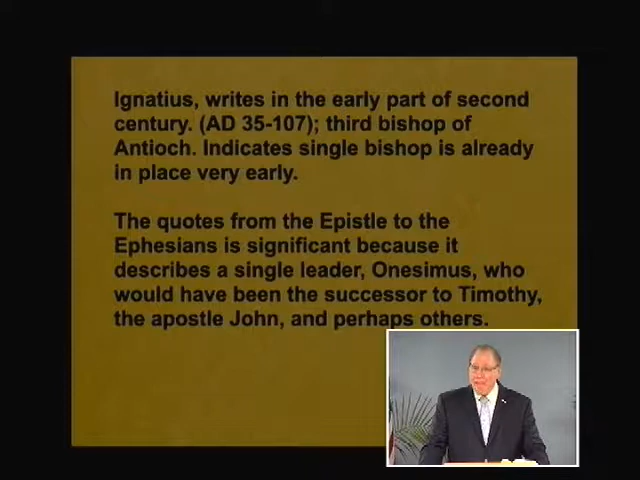 Ignatius, writes in the early part of second
century. (AD 35-107); third bishop of
Antioch. Indicates single bishop is already
in place very early.
The quotes from the Epistle to the
Ephesians is significant because it
describes a single leader, Onesimus, who
would have been the successor to Timothy,
the apostle John, and perhaps others.